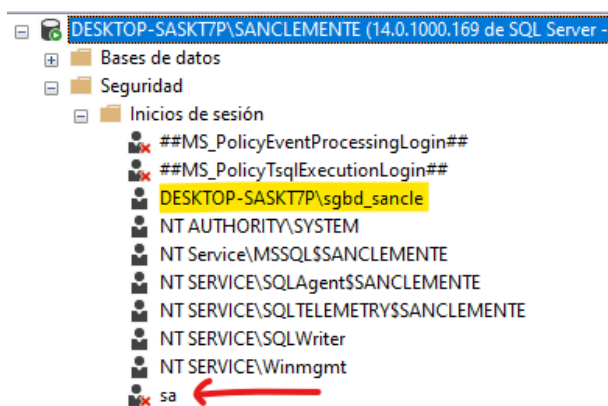 DESKTOP-SASKT7P\SANCLEMENTE (14.0.1000.169 de SQL Server -
Bases de datos
Seguridad
Inicios de sesión
##MS_PolicyEventProcessingLogin##
##MS_PolicyTsqlExecutionLogin##
DESKTOP-SASKT7P\sgbd_sancle
NT AUTHORITY\SYSTEM
NT Service\MSSQL$SANCLEMENTE
NT SERVICE\SQLAgent$SANCLEMENTE
NT SERVICE\SQLTELEMETRY$SANCLEMENTE
NT SERVICE\SQLWriter
NT SERVICE\Winmgmt
sa